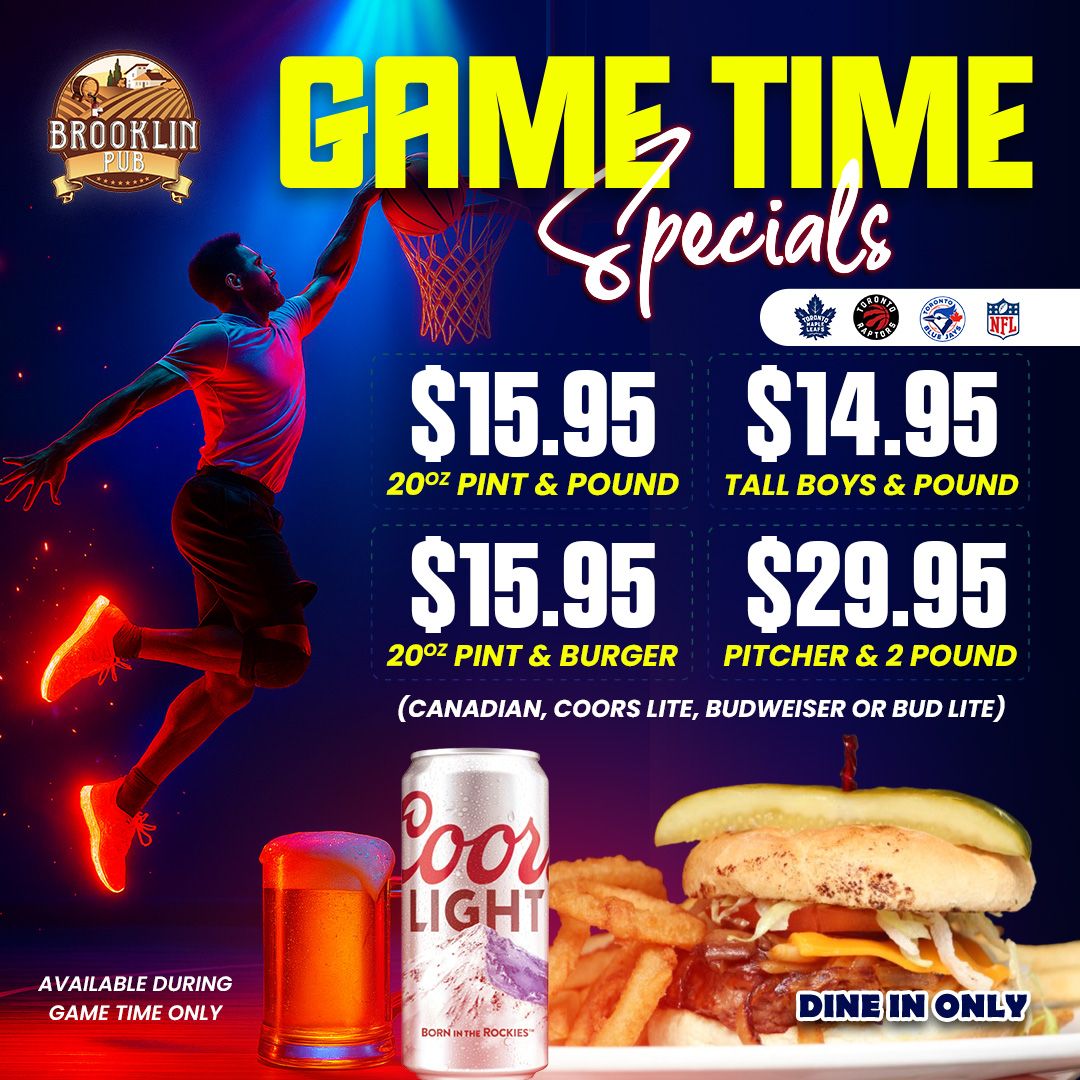 BROOKLIN
PUB
GAME TIME
Specials
TORONTO
MAPLE
LEAFS
TORONTO
RAPTORS
TORONTO
BLUE JAYS
NFL
$15.95
20oz PINT & POUND
$14.95
TALL BOYS & POUND
$15.95
20oz PINT & BURGER
$29.95
PITCHER & 2 POUND
(CANADIAN, COORS LITE, BUDWEISER OR BUD LITE)
Coors
LIGHT
BORN IN THE ROCKIES™
AVAILABLE DURING
GAME TIME ONLY
DINE IN ONLY